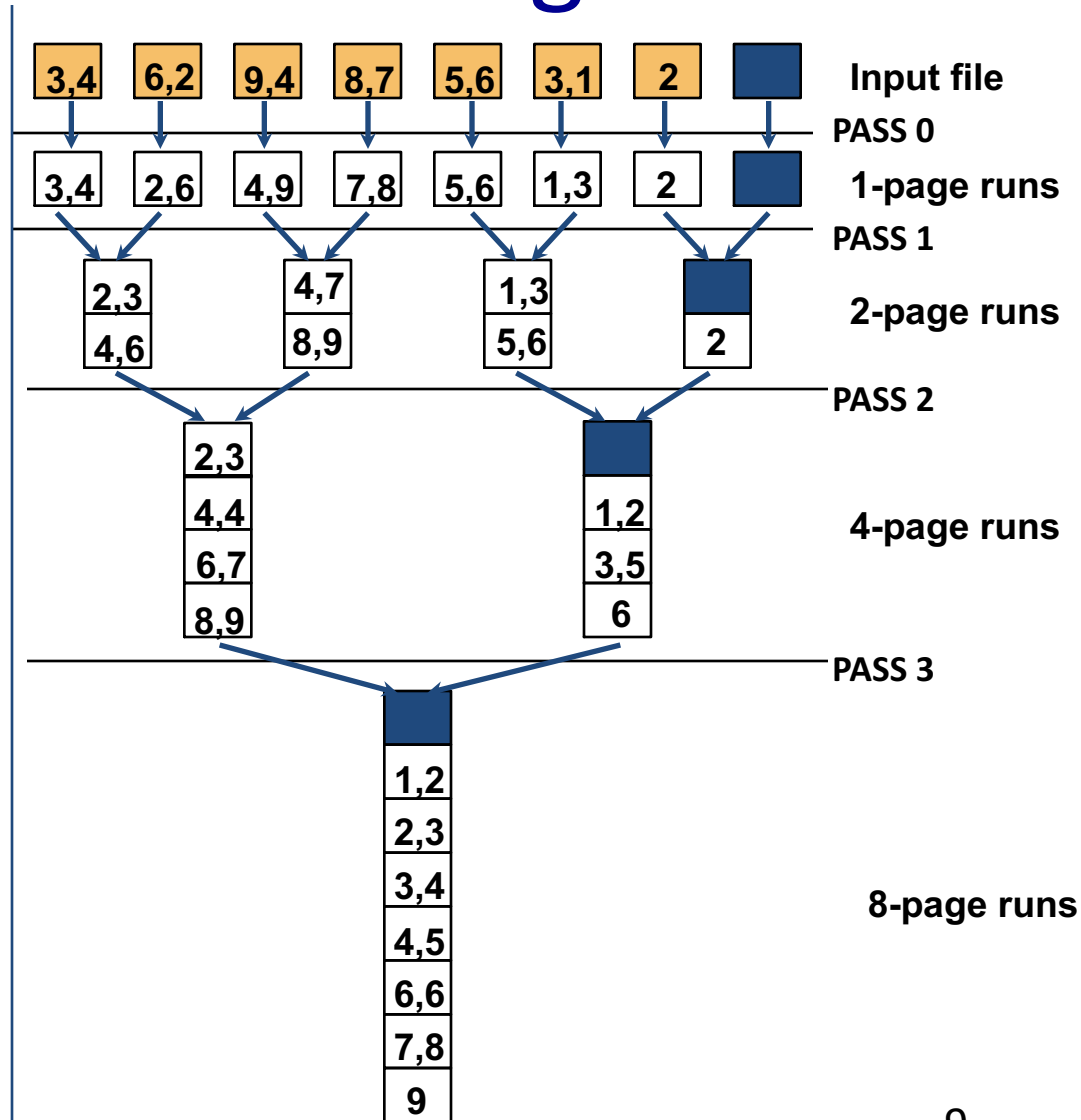 3,4 6,2 9,4 8,7 5,6 3,1 2 Input file
PASS 0
3,4 2,6 4,9 7,8 5,6 1,3 2 1-page runs
PASS 1
2,3 4,7 1,3
2-page runs
4,6 8,9 5,6 2
PASS 2
2,3
4,4 1,2
4-page runs
6,7 3,5
8,9 6
PASS 3
1,2
2,3
3,4
8-page runs
4,5
6,6
7,8
9